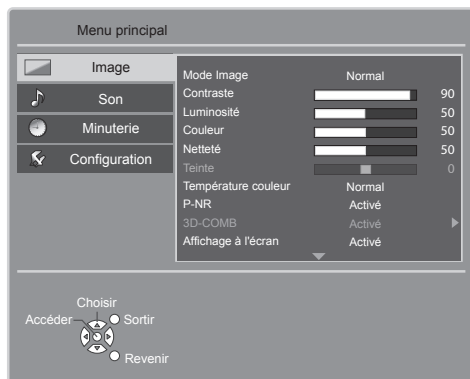 Menu principal
Image
Son
Minuterie
Configuration
Mode Image Normal
Contraste 90
Luminosité 50
Couleur 50
Netteté 50
Teinte 0
Température couleur Normal
P-NR Activé
3D-COMB Activé
Affichage à l'écran Activé
Choisir
Accéder Sortir
Revenir